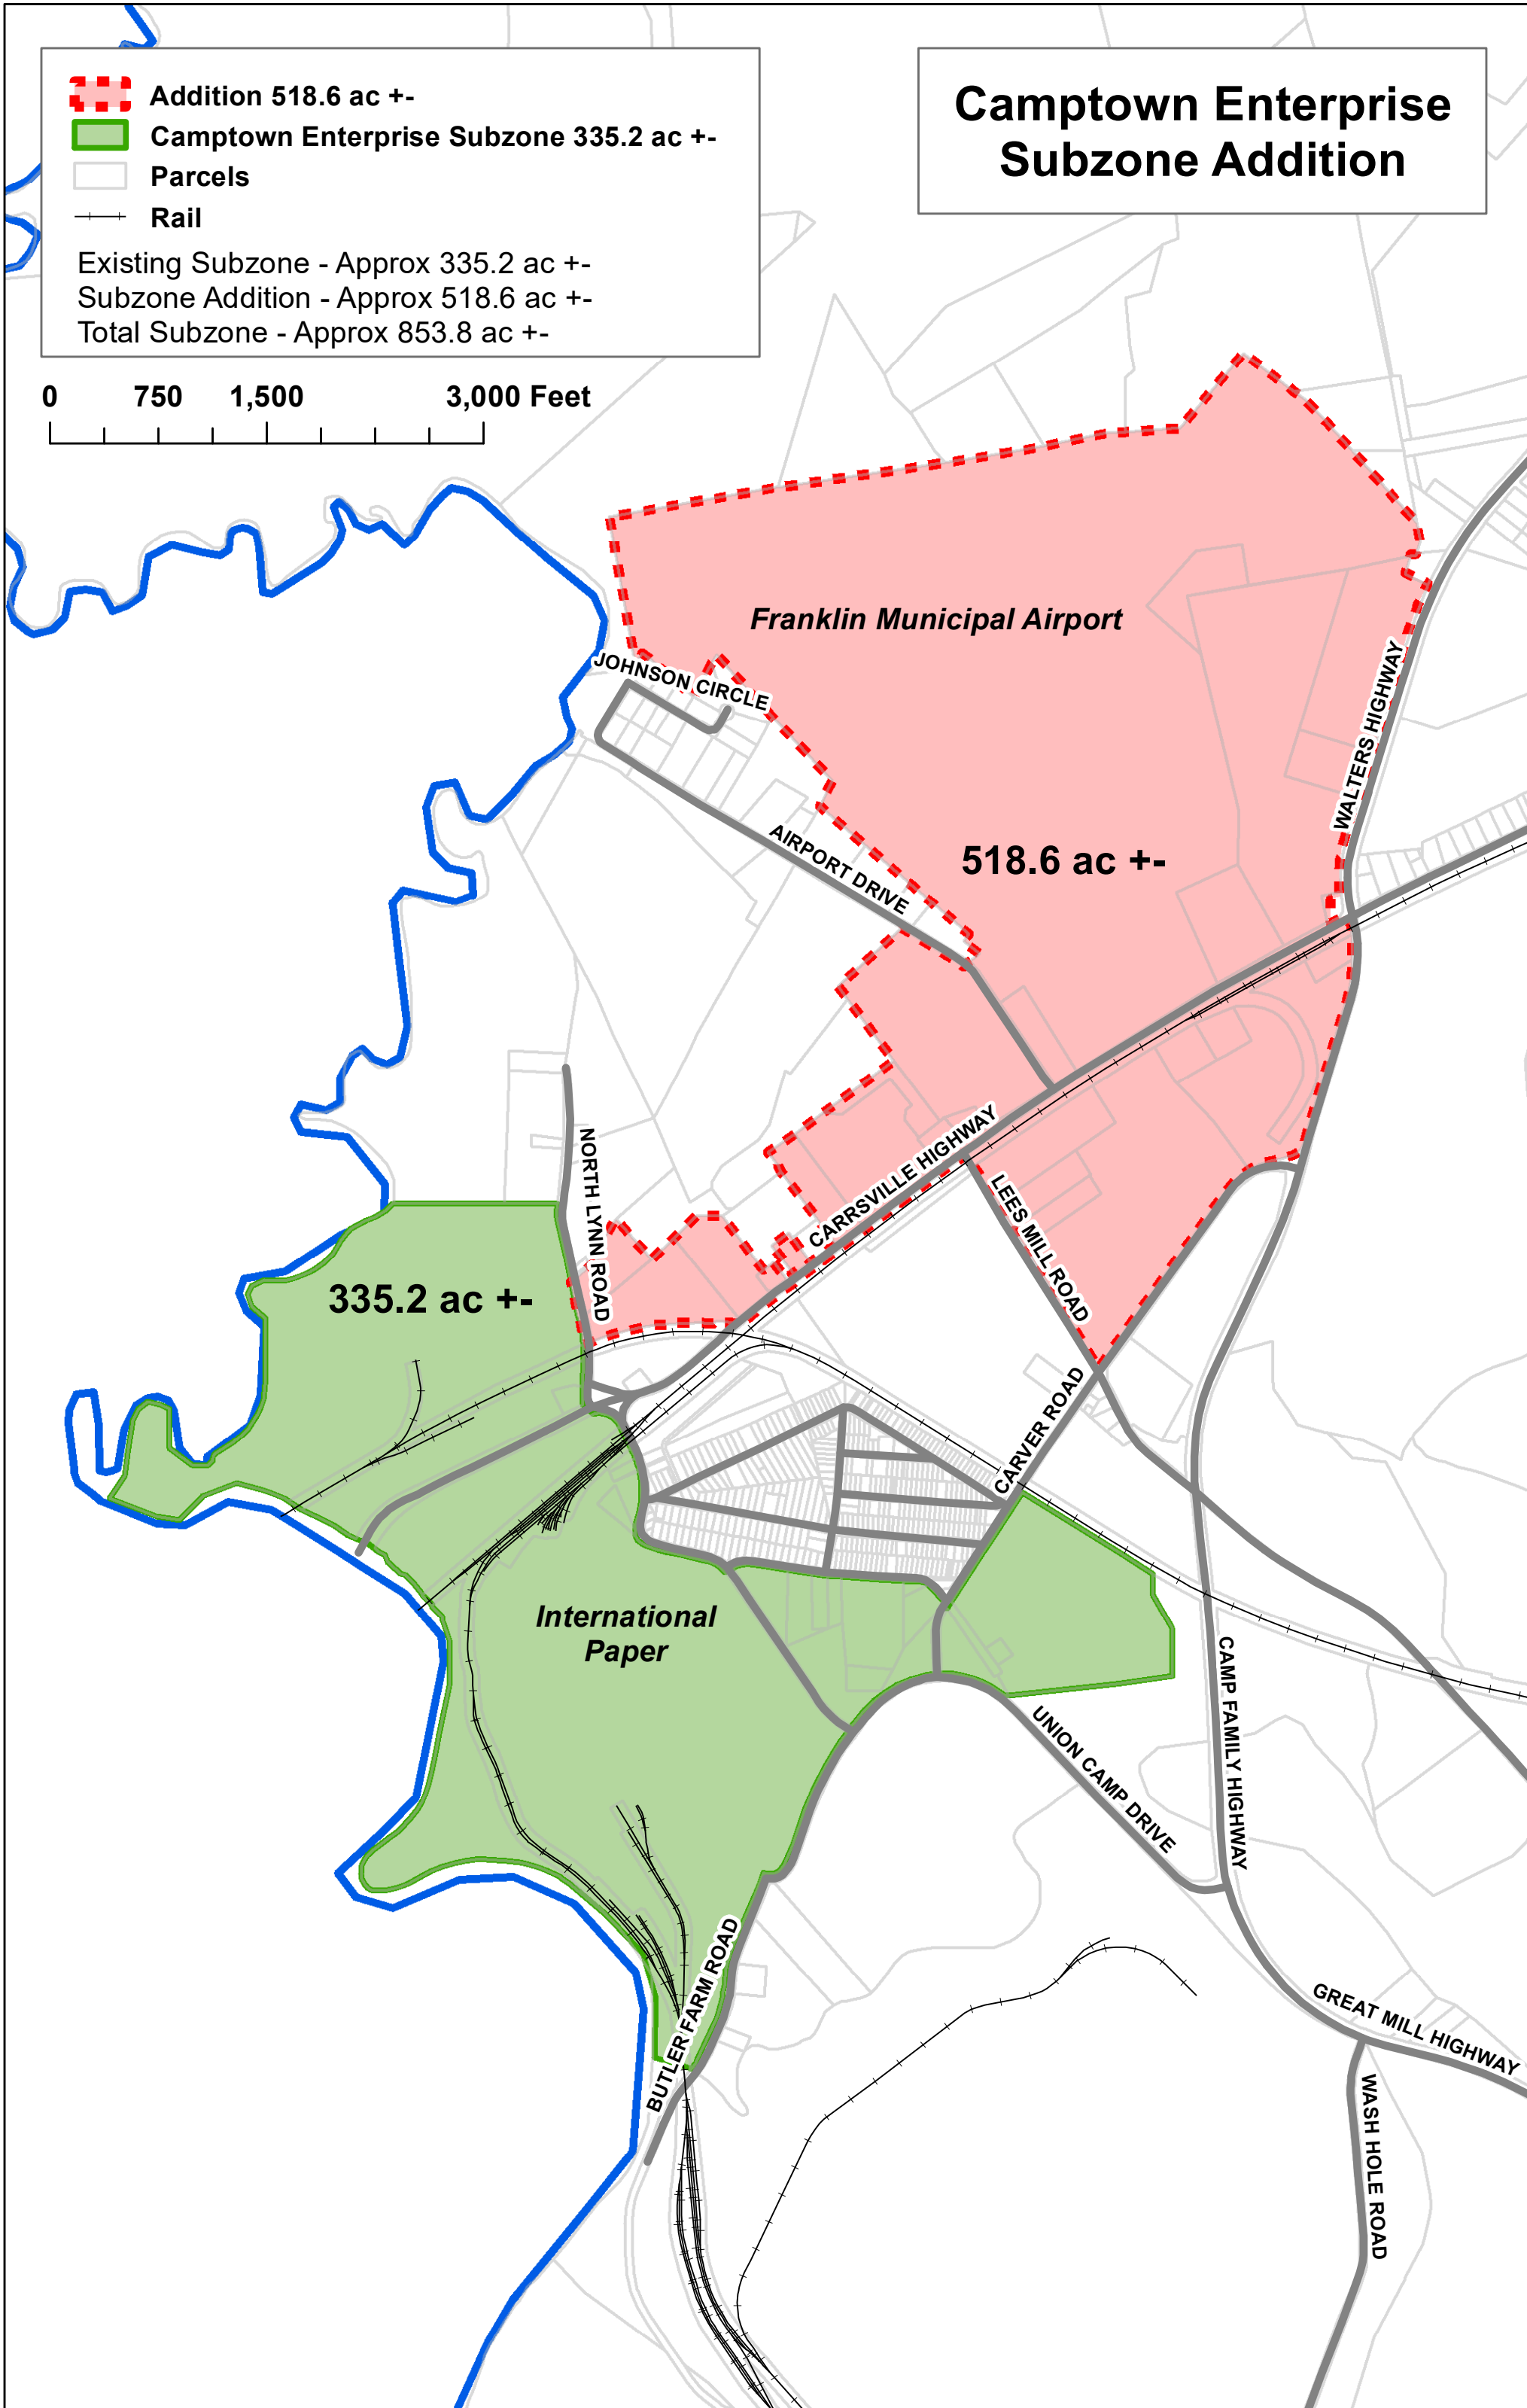 Camptown Enterprise
Subzone Addition
Addition 518.6 ac +-
Camptown Enterprise Subzone 335.2 ac +-
Parcels
Rail
Existing Subzone - Approx 335.2 ac +-
Subzone Addition - Approx 518.6 ac +-
Total Subzone - Approx 853.8 ac +-
0 750 1,500 3,000 Feet
Franklin Municipal Airport
JOHNSON CIRCLE
WALTERS HIGHWAY
AIRPORT DRIVE
518.6 ac +-
NORTH LYNN ROAD
CARRSVILLE HIGHWAY
LEES MILL ROAD
335.2 ac +-
CARVER ROAD
International
Paper
UNION CAMP DRIVE
CAMP FAMILY HIGHWAY
BUTLER FARM ROAD
GREAT MILL HIGHWAY
WASH HOLE ROAD